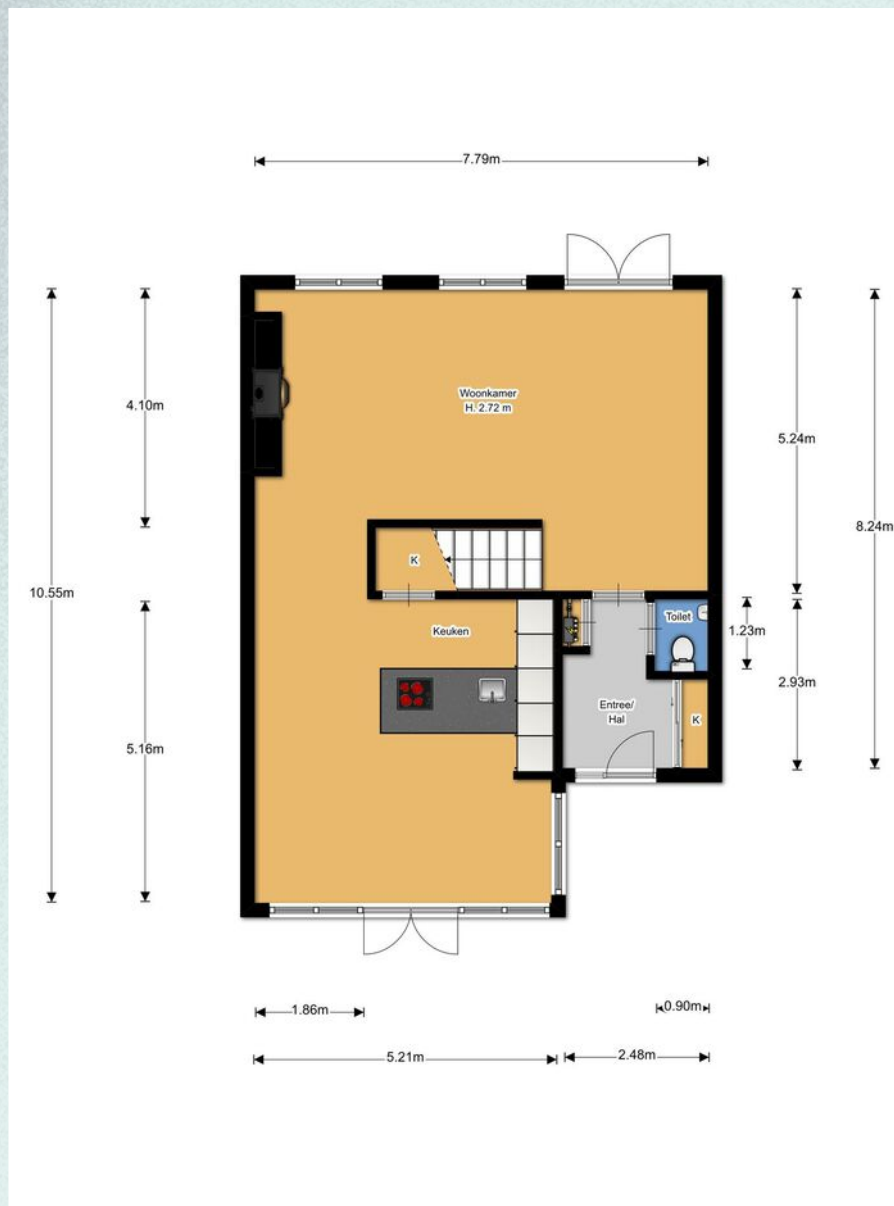 7.79m
4.10m
Woonkamer
H. 2.72 m
5.24m
8.24m
10.55m
K
Keuken
Toilet
1.23m
2.93m
Entree/
Hal
K
5.16m
1.86m
0.90m
5.21m
2.48m